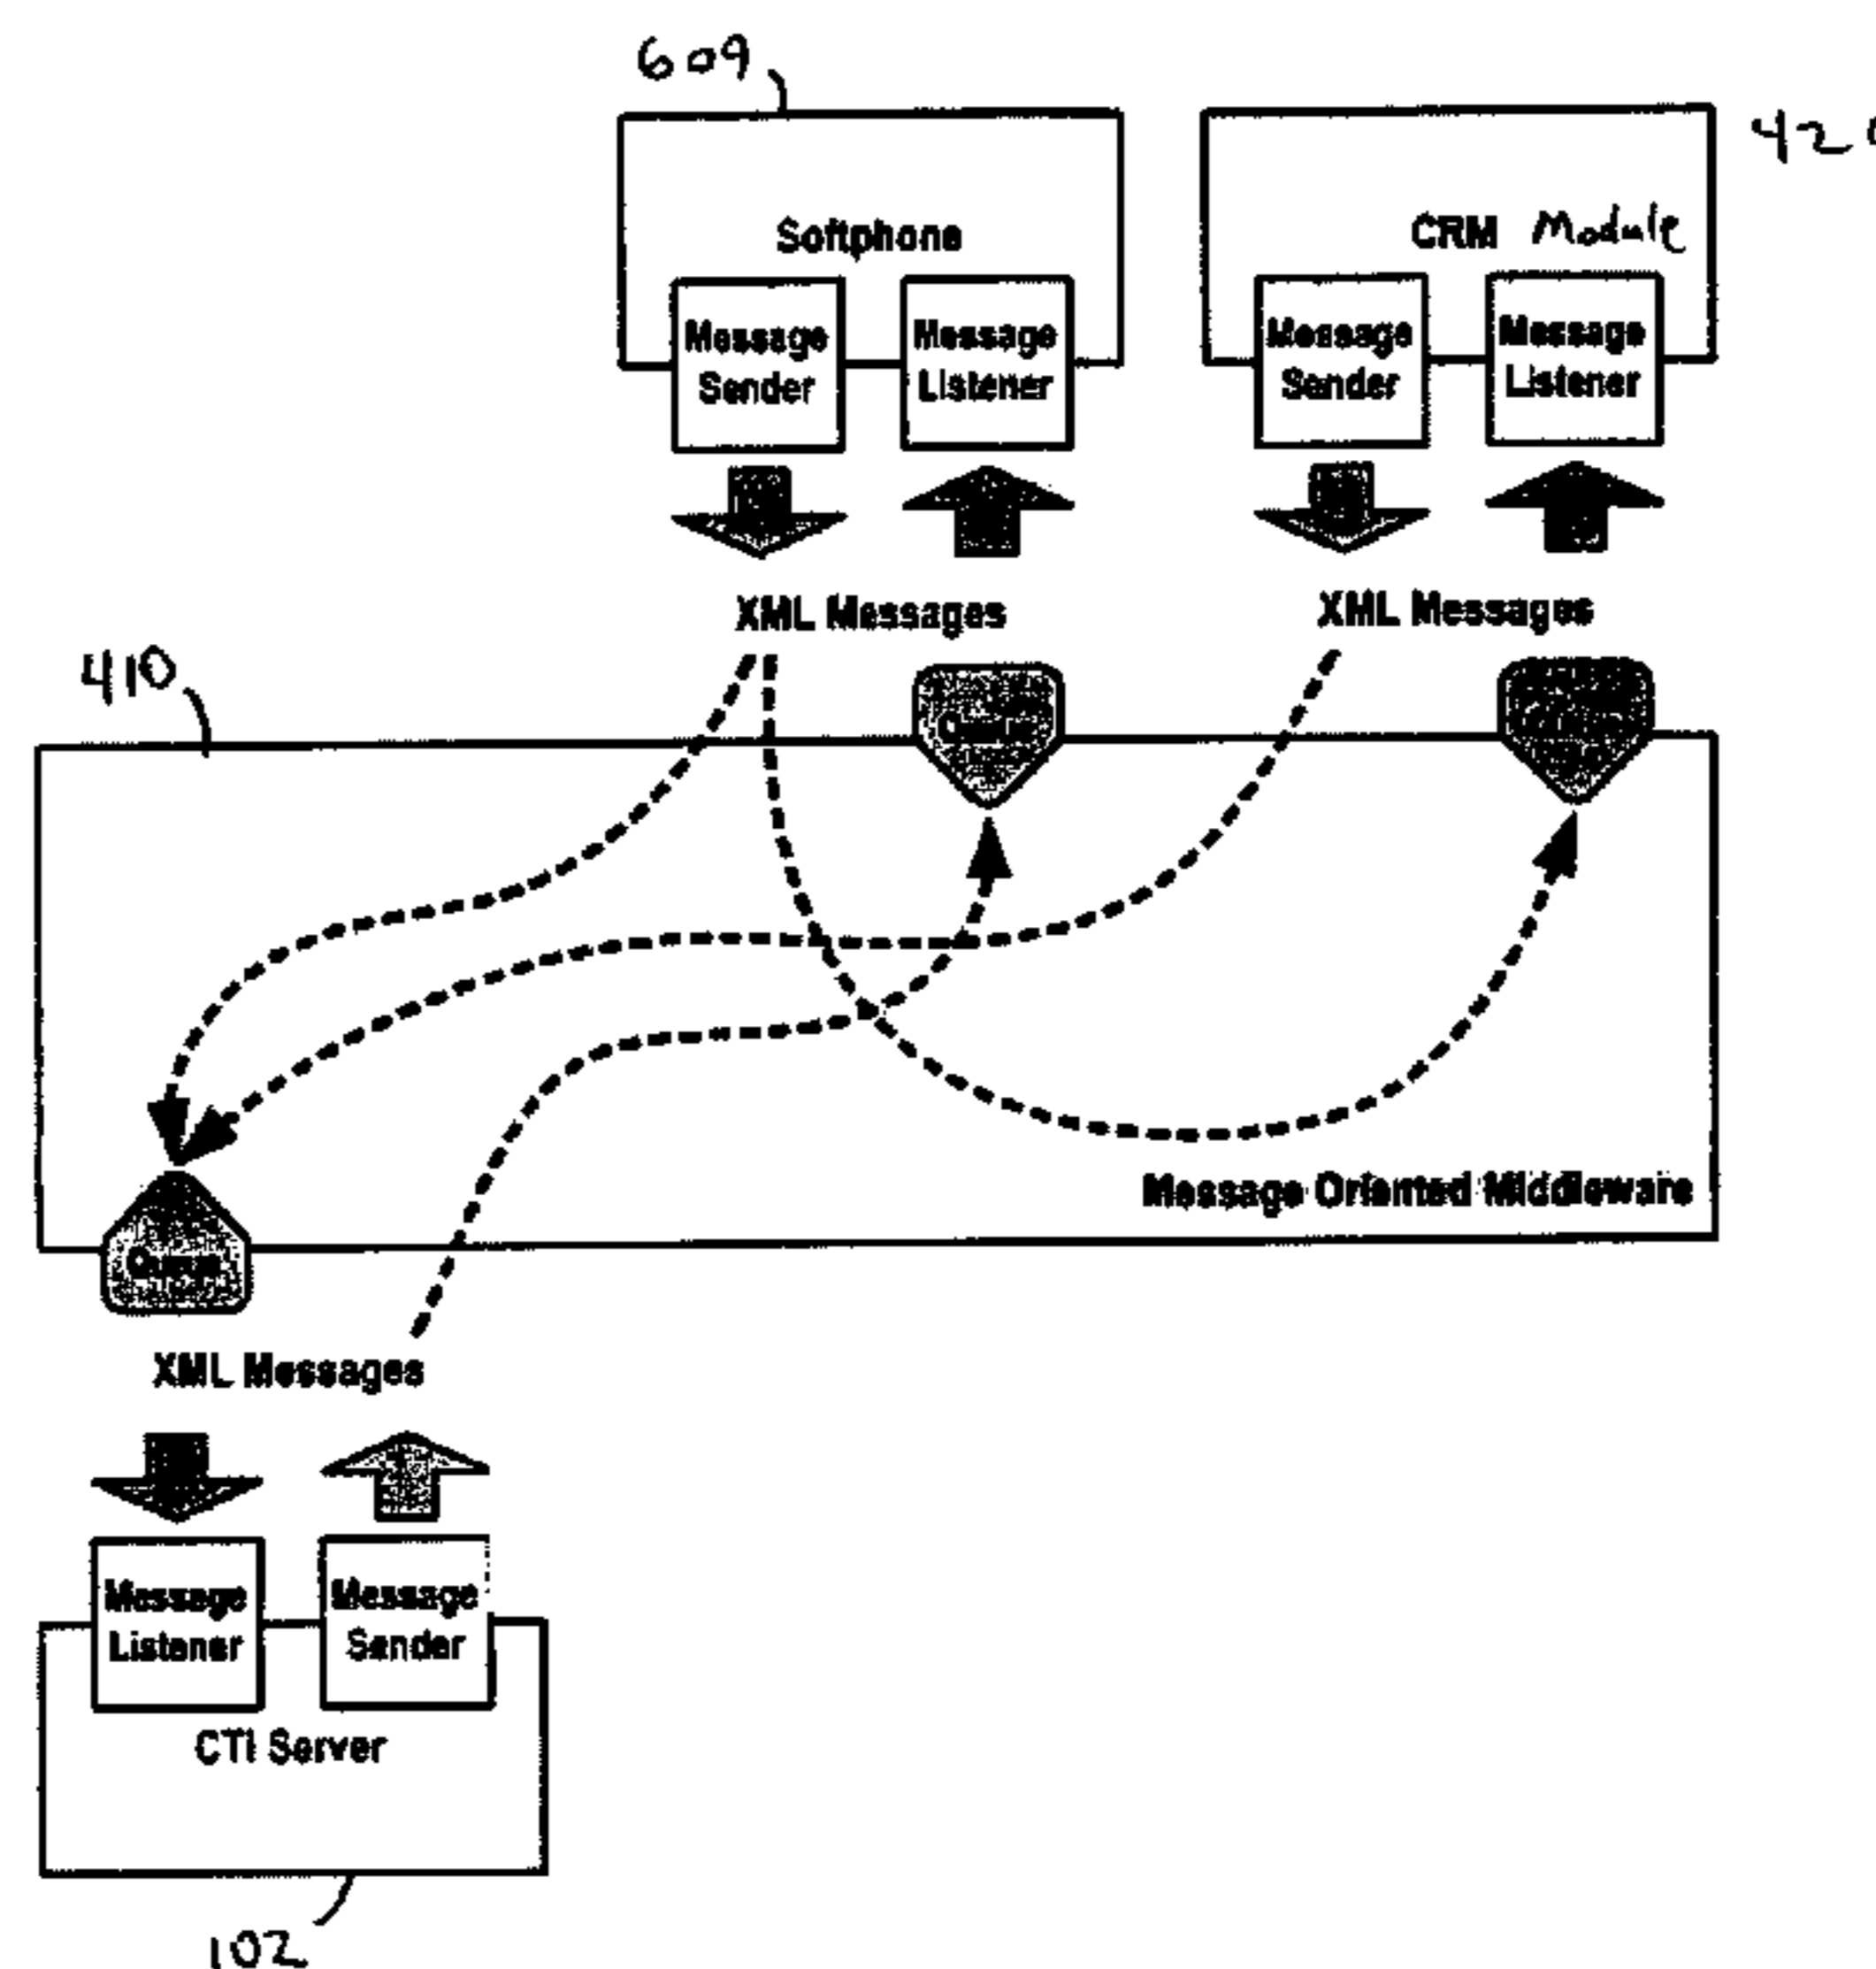 609
Softphone
CRM Module
Message
Sender
Message
Listener
Message
Sender
Message
Listener
XML Messages
XML Messages
410
Message Oriented Middleware
Queue
XML Messages
Message
Listener
Message
Sender
CTI Server
102